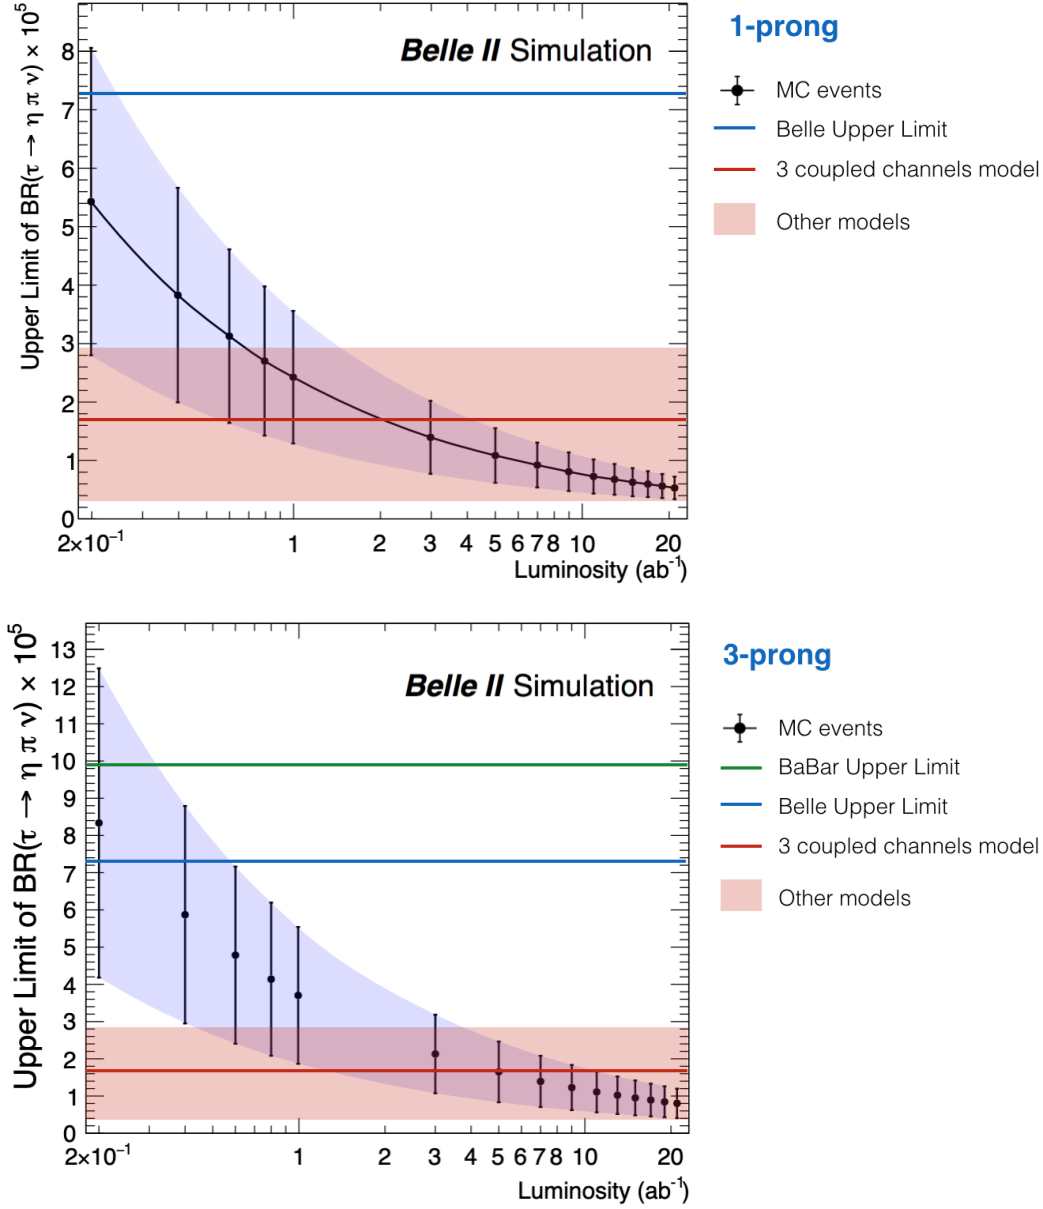 1-prong
Belle II Simulation
MC events
Belle Upper Limit
3 coupled channels model
Other models
Upper Limit of BR(τ → η π ν) × 10⁵
8
7
6
5
4
3
2
1
0
2×10⁻¹ 1 2 3 4 5 6 7 8 10 20
Luminosity (ab⁻¹)
3-prong
Belle II Simulation
MC events
BaBar Upper Limit
Belle Upper Limit
3 coupled channels model
Other models
Upper Limit of BR(τ → η π ν) × 10⁵
13
12
11
10
9
8
7
6
5
4
3
2
1
0
2×10⁻¹ 1 2 3 4 5 6 7 8 10 20
Luminosity (ab⁻¹)